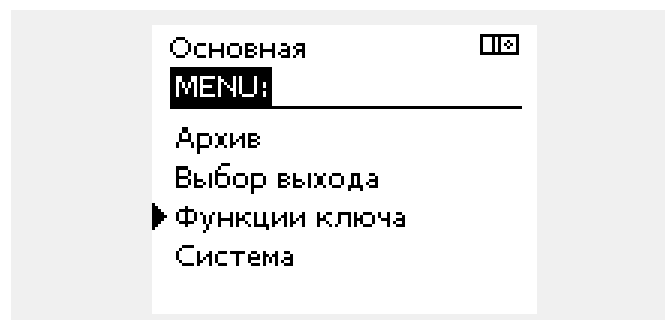 Основная
MENU:
Архив
Выбор выхода
Функции ключа
Система